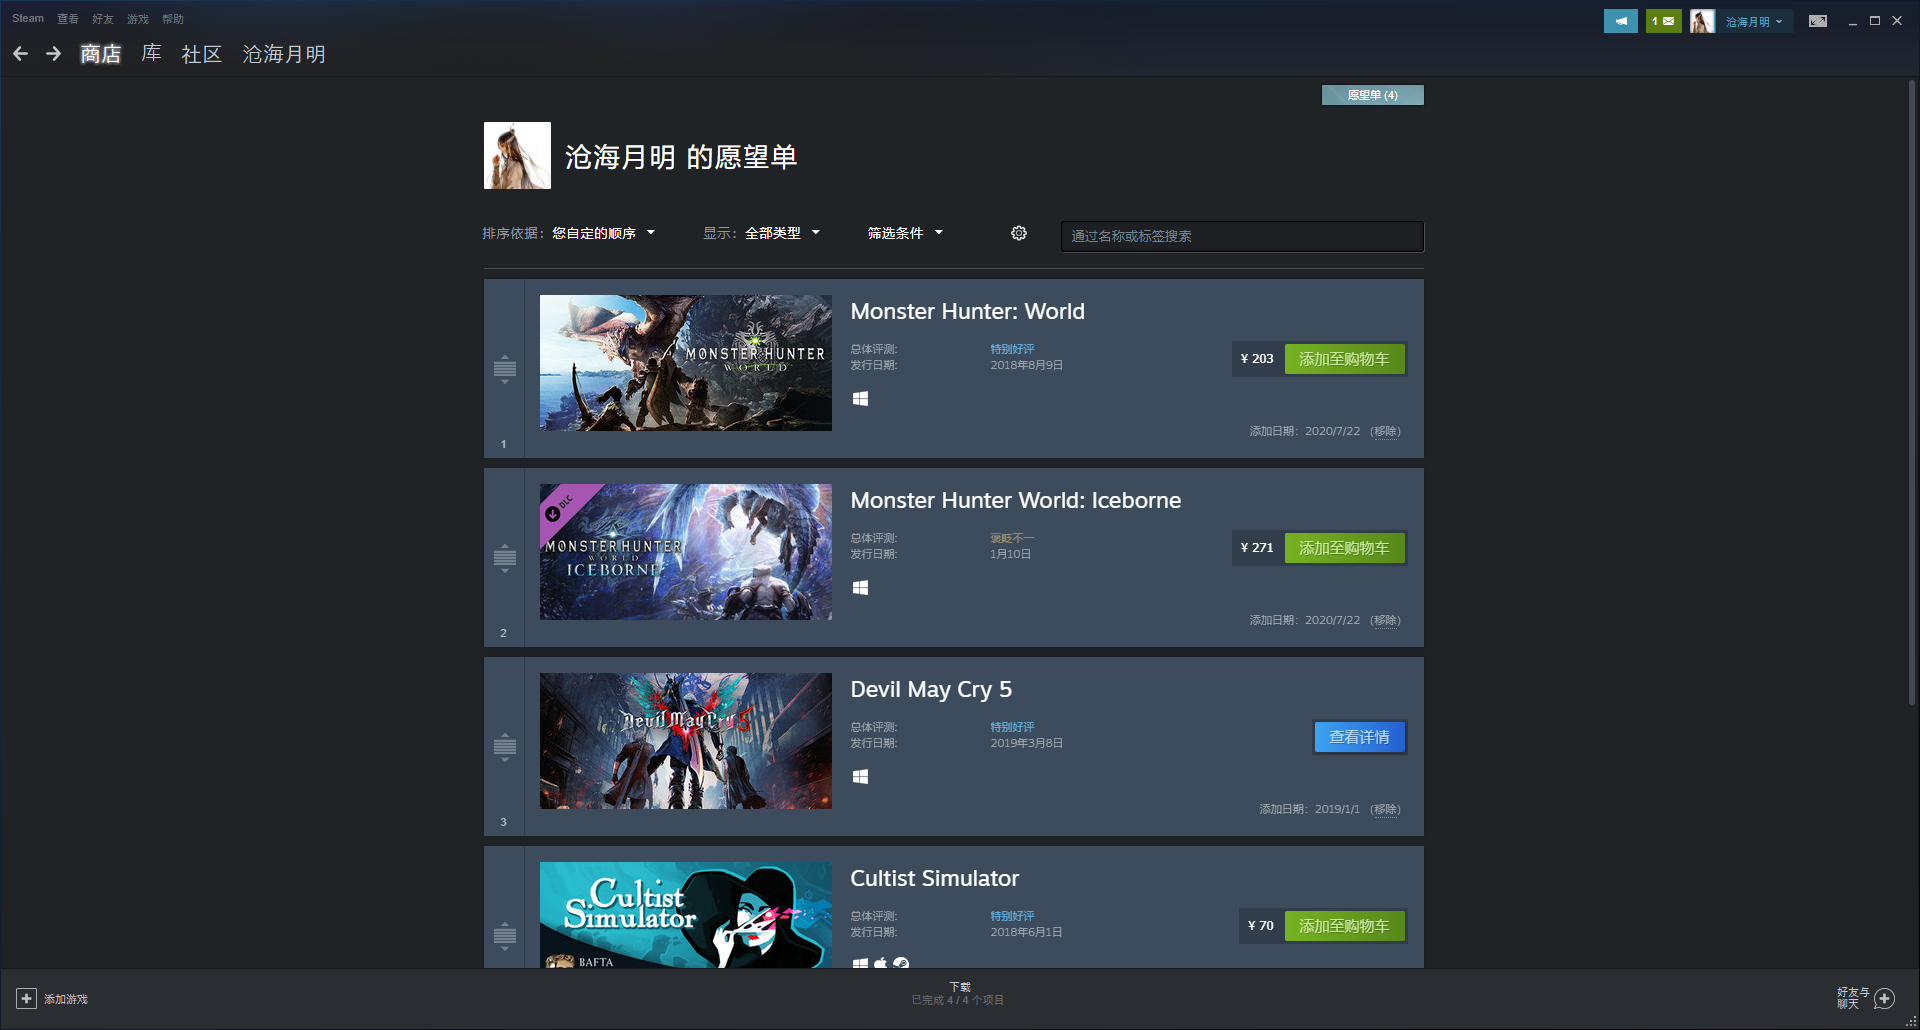 Steam 查看 好友 游戏 帮助
1 沧海月明
商店 库 社区 沧海月明
愿望单 (4)
沧海月明 的愿望单
排序依据: 您自定的顺序 显示: 全部类型 筛选条件 通过名称或标签搜索
MONSTER HUNTER
WORLD
Monster Hunter: World
总体评测: 特别好评
发行日期: 2018年8月9日
¥ 203 添加至购物车
添加日期: 2020/7/22 (移除)
1
DLC
MONSTER HUNTER
WORLD
ICEBORNE
Monster Hunter World: Iceborne
总体评测: 褒贬不一
发行日期: 1月10日
¥ 271 添加至购物车
添加日期: 2020/7/22 (移除)
2
Devil May Cry 5
Devil May Cry 5
总体评测: 特别好评
发行日期: 2019年3月8日
查看详情
添加日期: 2019/1/1 (移除)
3
Cultist
Simulator
BAFTA
Cultist Simulator
总体评测: 特别好评
发行日期: 2018年6月1日
¥ 70 添加至购物车
添加游戏
下载
已完成 4 / 4 个项目
好友与
聊天